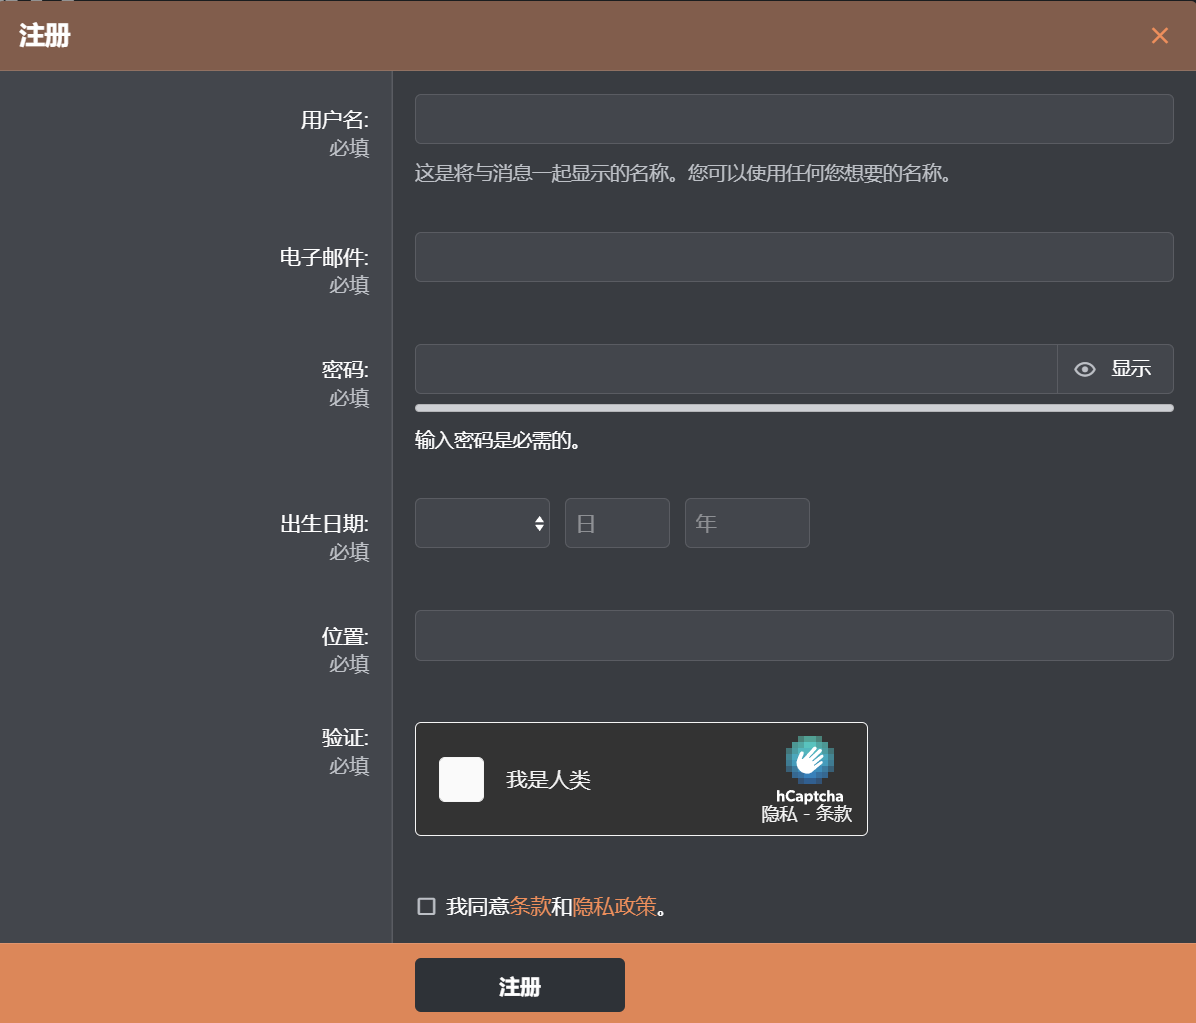 注册
用户名:
必填
这是将与消息一起显示的名称。您可以使用任何您想要的名称。
电子邮件:
必填
密码:
必填
显示
输入密码是必需的。
出生日期:
必填
日
年
位置:
必填
验证:
必填
我是人类
hCaptcha
隐私 - 条款
我同意条款和隐私政策。
注册